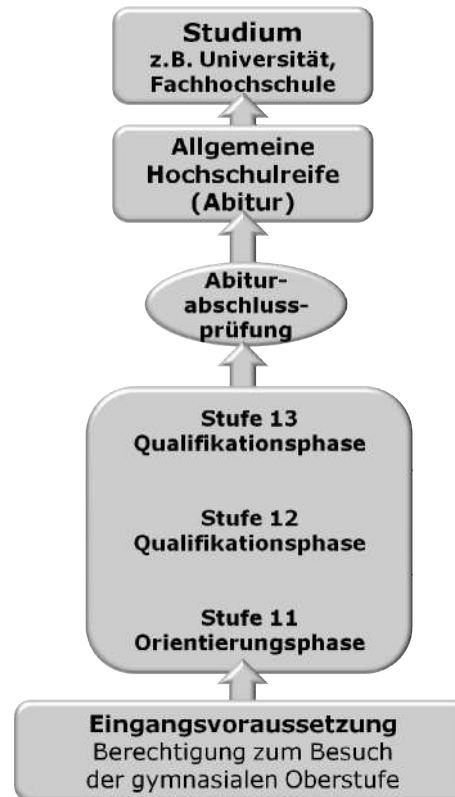 Studium
z.B. Universität,
Fachhochschule
Allgemeine
Hochschulreife
(Abitur)
Abitur-
abschluss-
prüfung
Stufe 13
Qualifikationsphase
Stufe 12
Qualifikationsphase
Stufe 11
Orientierungsphase
Eingangsvoraussetzung
Berechtigung zum Besuch
der gymnasialen Oberstufe